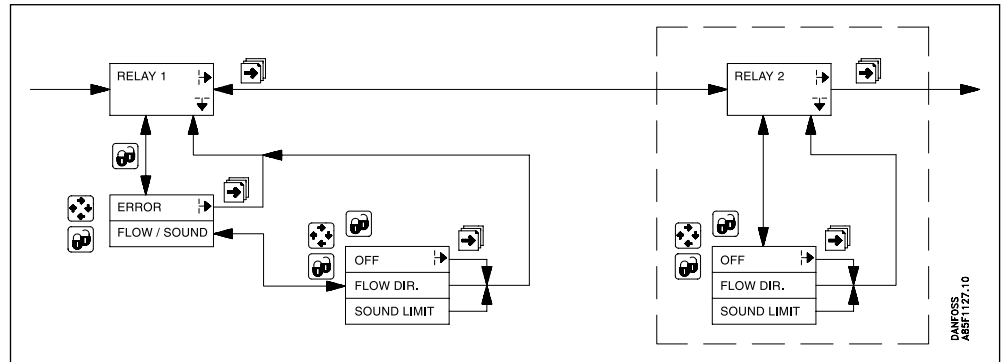 RELAY 1
RELAY 2
ERROR
FLOW / SOUND
OFF
FLOW DIR.
SOUND LIMIT
OFF
FLOW DIR.
SOUND LIMIT
DANFOSS
A85F1127.10